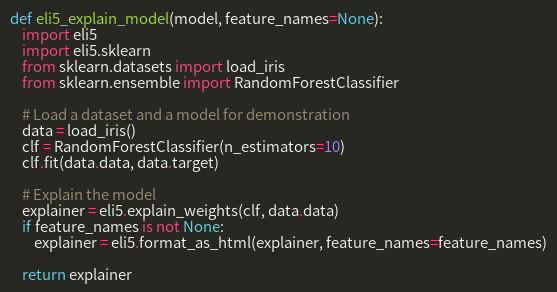 def eli5_explain_model(model, feature_names=None):
    import eli5
    import eli5.sklearn
    from sklearn.datasets import load_iris
    from sklearn.ensemble import RandomForestClassifier

    # Load a dataset and a model for demonstration
    data = load_iris()
    clf = RandomForestClassifier(n_estimators=10)
    clf.fit(data.data, data.target)

    # Explain the model
    explainer = eli5.explain_weights(clf, data.data)
    if feature_names is not None:
        explainer = eli5.format_as_html(explainer, feature_names=feature_names)

    return explainer